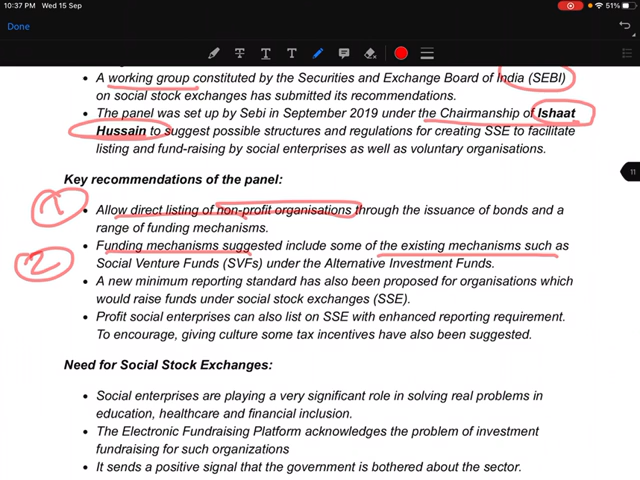 10:37 PM Wed 15 Sep
51%
Done
T T T
• A working group constituted by the Securities and Exchange Board of India (SEBI)
on social stock exchanges has submitted its recommendations.
• The panel was set up by Sebi in September 2019 under the Chairmanship of Ishaat
Hussain to suggest possible structures and regulations for creating SSE to facilitate
listing and fund-raising by social enterprises as well as voluntary organisations.
11
Key recommendations of the panel:
1
• Allow direct listing of non-profit organisations through the issuance of bonds and a
range of funding mechanisms.
• Funding mechanisms suggested include some of the existing mechanisms such as
2
Social Venture Funds (SVFs) under the Alternative Investment Funds.
• A new minimum reporting standard has also been proposed for organisations which
would raise funds under social stock exchanges (SSE).
• Profit social enterprises can also list on SSE with enhanced reporting requirement.
To encourage, giving culture some tax incentives have also been suggested.
Need for Social Stock Exchanges:
• Social enterprises are playing a very significant role in solving real problems in
education, healthcare and financial inclusion.
• The Electronic Fundraising Platform acknowledges the problem of investment
fundraising for such organizations
• It sends a positive signal that the government is bothered about the sector.